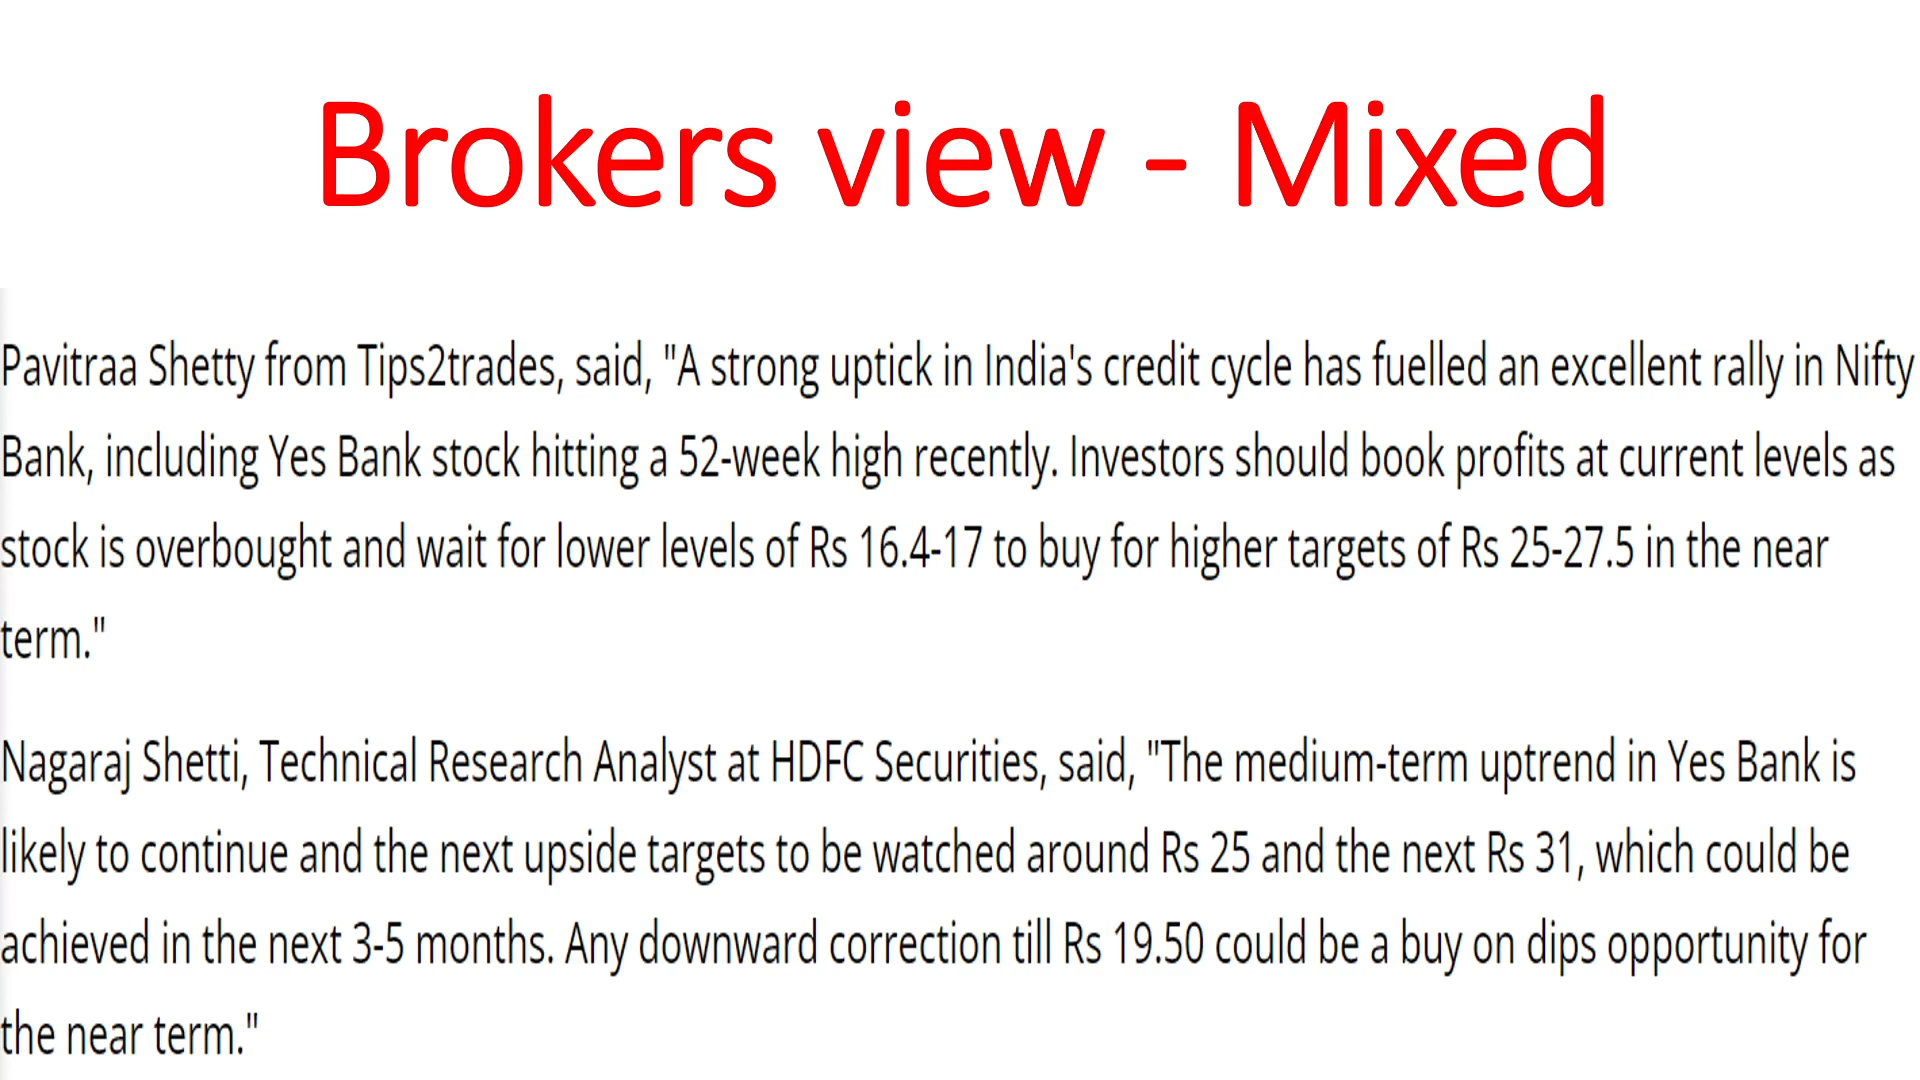 Brokers view - Mixed
Pavitraa Shetty from Tips2trades, said, "A strong uptick in India's credit cycle has fuelled an excellent rally in Nifty
Bank, including Yes Bank stock hitting a 52-week high recently. Investors should book profits at current levels as
stock is overbought and wait for lower levels of Rs 16.4-17 to buy for higher targets of Rs 25-27.5 in the near
term."
Nagaraj Shetti, Technical Research Analyst at HDFC Securities, said, "The medium-term uptrend in Yes Bank is
likely to continue and the next upside targets to be watched around Rs 25 and the next Rs 31, which could be
achieved in the next 3-5 months. Any downward correction till Rs 19.50 could be a buy on dips opportunity for
the near term."